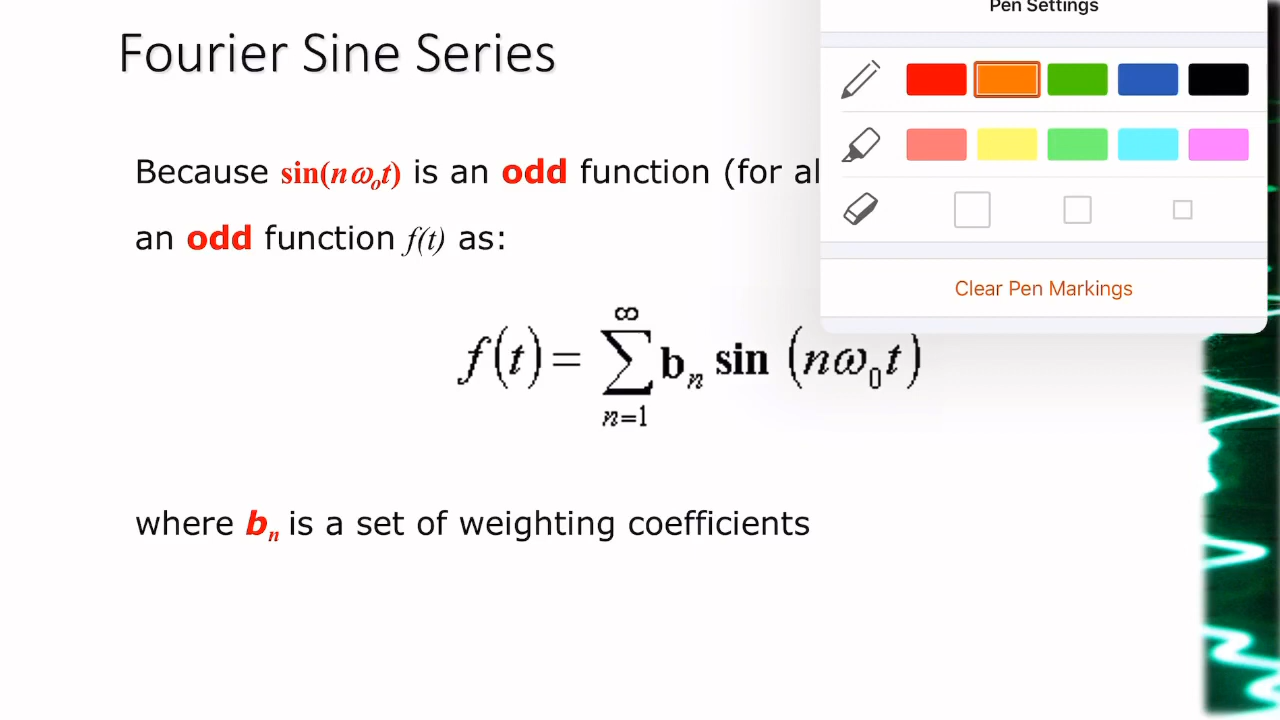 Pen Settings
Fourier Sine Series
Because sin(nω₀t) is an odd function (for al
an odd function f(t) as:
Clear Pen Markings
∞
f(t) = ∑ bₙ sin (nω₀t)
n=1
where bₙ is a set of weighting coefficients